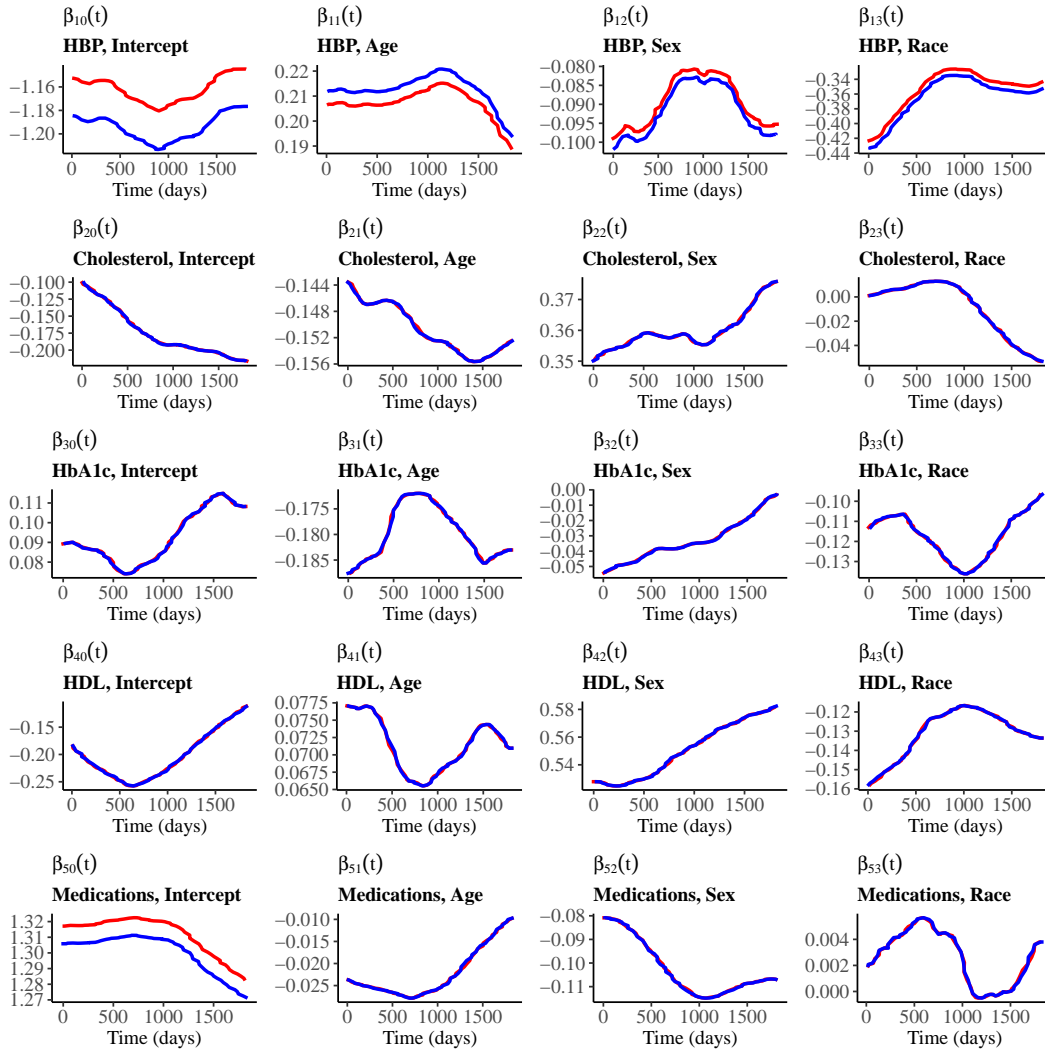 β₁₀(t)
HBP, Intercept
−1.16
−1.18
−1.20
0 500 1000 1500
Time (days)
β₁₁(t)
HBP, Age
0.22
0.21
0.20
0.19
0 500 1000 1500
Time (days)
β₁₂(t)
HBP, Sex
−0.080
−0.085
−0.090
−0.095
−0.100
0 500 1000 1500
Time (days)
β₁₃(t)
HBP, Race
−0.34
−0.36
−0.38
−0.40
−0.42
−0.44
0 500 1000 1500
Time (days)
β₂₀(t)
Cholesterol, Intercept
−0.100
−0.125
−0.150
−0.175
−0.200
0 500 1000 1500
Time (days)
β₂₁(t)
Cholesterol, Age
−0.144
−0.148
−0.152
−0.156
0 500 1000 1500
Time (days)
β₂₂(t)
Cholesterol, Sex
0.37
0.36
0.35
0 500 1000 1500
Time (days)
β₂₃(t)
Cholesterol, Race
0.00
−0.02
−0.04
0 500 1000 1500
Time (days)
β₃₀(t)
HbA1c, Intercept
0.11
0.10
0.09
0.08
0 500 1000 1500
Time (days)
β₃₁(t)
HbA1c, Age
−0.175
−0.180
−0.185
0 500 1000 1500
Time (days)
β₃₂(t)
HbA1c, Sex
0.00
−0.01
−0.02
−0.03
−0.04
−0.05
0 500 1000 1500
Time (days)
β₃₃(t)
HbA1c, Race
−0.10
−0.11
−0.12
−0.13
0 500 1000 1500
Time (days)
β₄₀(t)
HDL, Intercept
−0.15
−0.20
−0.25
0 500 1000 1500
Time (days)
β₄₁(t)
HDL, Age
0.0775
0.0750
0.0725
0.0700
0.0675
0.0650
0 500 1000 1500
Time (days)
β₄₂(t)
HDL, Sex
0.58
0.56
0.54
0 500 1000 1500
Time (days)
β₄₃(t)
HDL, Race
−0.12
−0.13
−0.14
−0.15
−0.16
0 500 1000 1500
Time (days)
β₅₀(t)
Medications, Intercept
1.32
1.31
1.30
1.29
1.28
1.27
0 500 1000 1500
Time (days)
β₅₁(t)
Medications, Age
−0.010
−0.015
−0.020
−0.025
0 500 1000 1500
Time (days)
β₅₂(t)
Medications, Sex
−0.08
−0.09
−0.10
−0.11
0 500 1000 1500
Time (days)
β₅₃(t)
Medications, Race
0.004
0.002
0.000
0 500 1000 1500
Time (days)